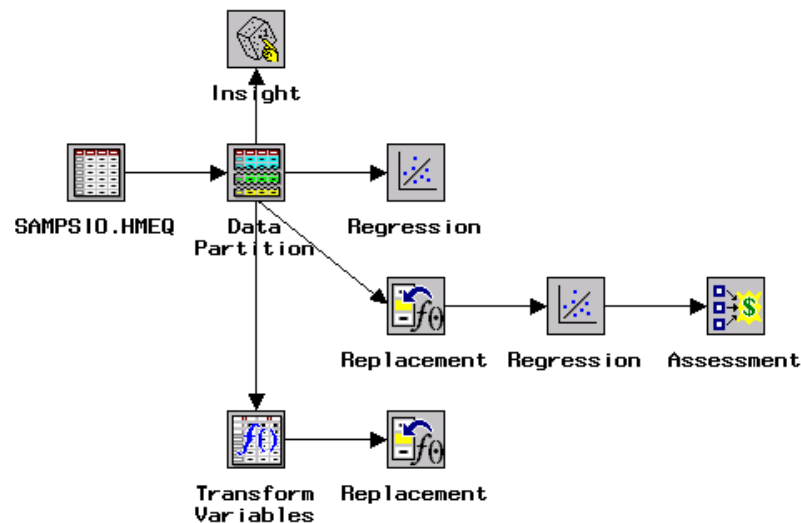 Insight
SAMPSIO.HMEQ
Data
Partition
Regression
Replacement
Regression
Assessment
Transform
Variables
Replacement